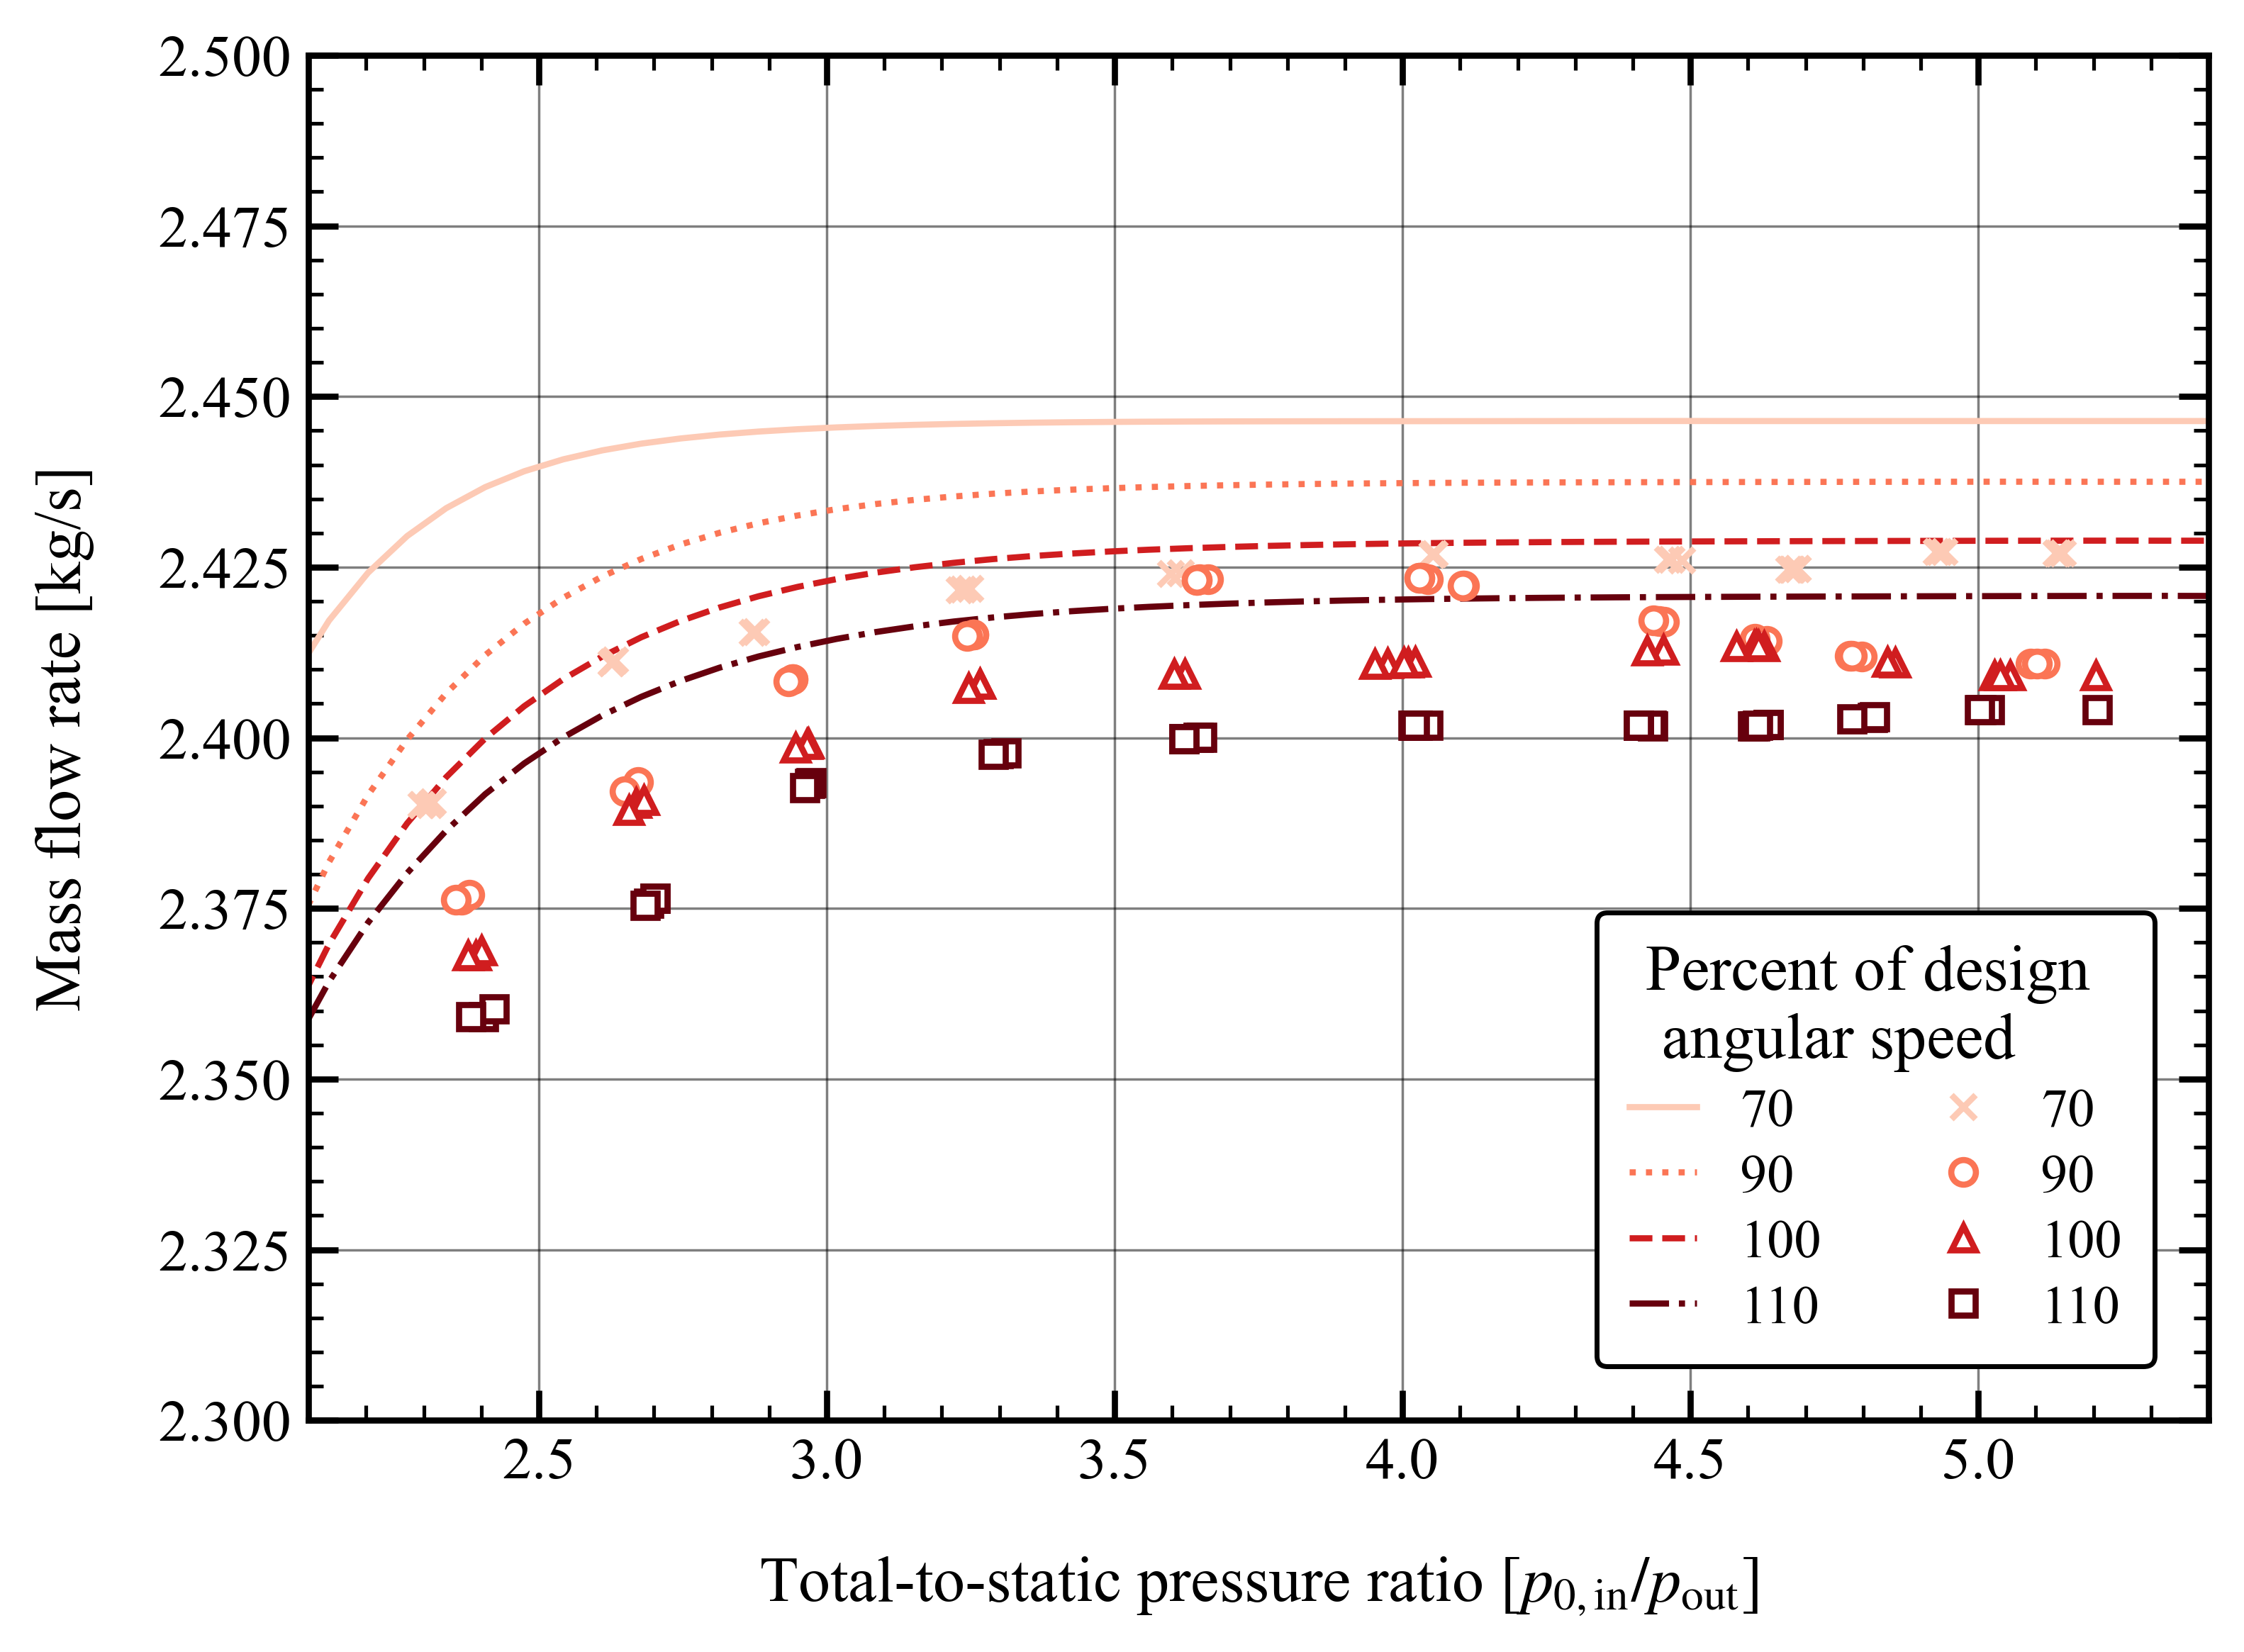 2.500
2.475
2.450
2.425
2.400
2.375
2.350
2.325
2.300
Mass flow rate [kg/s]
Percent of design
angular speed
70 70
90 90
100 100
110 110
2.5 3.0 3.5 4.0 4.5 5.0
Total-to-static pressure ratio [p0, in/pout]